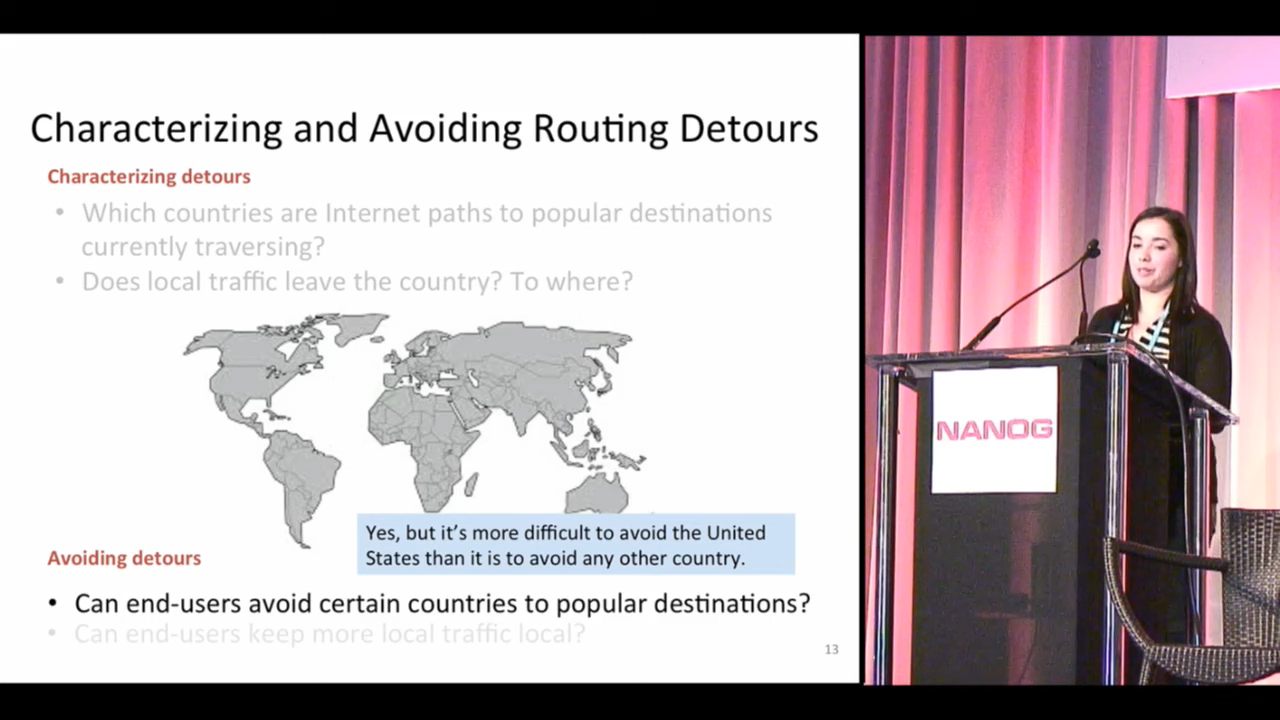 Characterizing and Avoiding Routing Detours
Characterizing detours
• Which countries are Internet paths to popular destinations
currently traversing?
• Does local traffic leave the country? To where?
Yes, but it's more difficult to avoid the United
States than it is to avoid any other country.
Avoiding detours
• Can end-users avoid certain countries to popular destinations?
• Can end-users keep more local traffic local?
13
NANOG